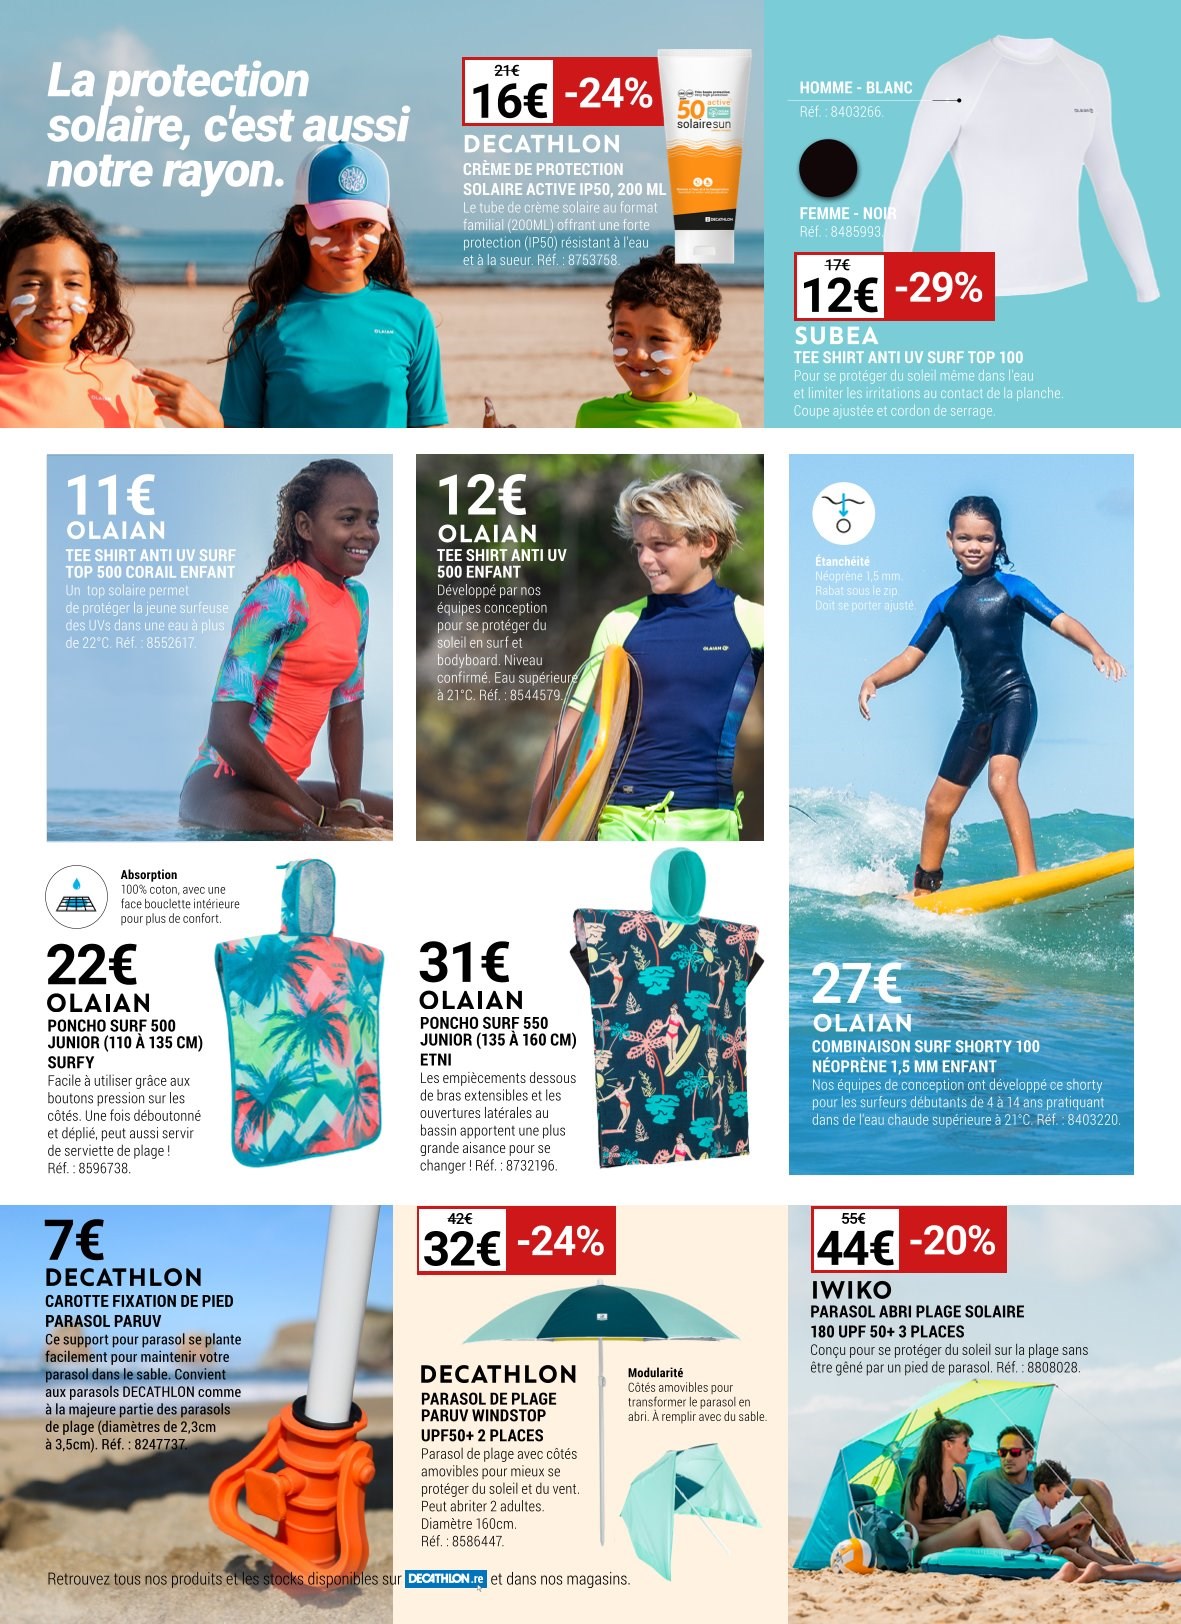 La protection
solaire, c'est aussi
notre rayon.
21€
16€ -24%
DECATHLON
CRÈME DE PROTECTION
SOLAIRE ACTIVE IP50, 200 ML
Le tube de crème solaire au format
familial (200ML) offrant une forte
protection (IP50) résistant à l'eau
et à la sueur. Réf. : 8753758.
50 active
solaire sun
DECATHLON
OLAIAN
OLAIAN
HOMME - BLANC
Réf. : 8403266.
FEMME - NOIR
Réf. : 8485993.
OLAIAN
17€
12€ -29%
SUBEA
TEE SHIRT ANTI UV SURF TOP 100
Pour se protéger du soleil même dans l'eau
et limiter les irritations au contact de la planche.
Coupe ajustée et cordon de serrage.
11€
OLAIAN
TEE SHIRT ANTI UV SURF
TOP 500 CORAIL ENFANT
Un top solaire permet
de protéger la jeune surfeuse
des UVs dans une eau à plus
de 22°C. Réf. : 8552617.
12€
OLAIAN
TEE SHIRT ANTI UV
500 ENFANT
Développé par nos
équipes conception
pour se protéger du
soleil en surf et
bodyboard. Niveau
confirmé. Eau supérieure
à 21°C. Réf. : 8544579.
OLAIAN
Étanchéité
Néoprène 1,5 mm.
Rabat sous le zip.
Doit se porter ajusté.
27€
OLAIAN
COMBINAISON SURF SHORTY 100
NÉOPRÈNE 1,5 MM ENFANT
Nos équipes de conception ont développé ce shorty
pour les surfeurs débutants de 4 à 14 ans pratiquant
dans de l'eau chaude supérieure à 21°C. Réf. : 8403220.
Absorption
100% coton, avec une
face bouclette intérieure
pour plus de confort.
22€
OLAIAN
PONCHO SURF 500
JUNIOR (110 À 135 CM)
SURFY
Facile à utiliser grâce aux
boutons pression sur les
côtés. Une fois déboutonné
et déplié, peut aussi servir
de serviette de plage !
Réf. : 8596738.
31€
OLAIAN
PONCHO SURF 550
JUNIOR (135 À 160 CM)
ETNI
Les empiècements dessous
de bras extensibles et les
ouvertures latérales au
bassin apportent une plus
grande aisance pour se
changer ! Réf. : 8732196.
7€
DECATHLON
CAROTTE FIXATION DE PIED
PARASOL PARUV
Ce support pour parasol se plante
facilement pour maintenir votre
parasol dans le sable. Convient
aux parasols DECATHLON comme
à la majeure partie des parasols
de plage (diamètres de 2,3cm
à 3,5cm). Réf. : 8247737.
42€
32€ -24%
DECATHLON
PARASOL DE PLAGE
PARUV WINDSTOP
UPF50+ 2 PLACES
Parasol de plage avec côtés
amovibles pour mieux se
protéger du soleil et du vent.
Peut abriter 2 adultes.
Diamètre 160cm.
Réf. : 8586447.
Modularité
Côtés amovibles pour
transformer le parasol en
abri. À remplir avec du sable.
55€
44€ -20%
IWIKO
PARASOL ABRI PLAGE SOLAIRE
180 UPF 50+ 3 PLACES
Conçu pour se protéger du soleil sur la plage sans
être gêné par un pied de parasol. Réf. : 8808028.
Retrouvez tous nos produits et les stocks disponibles sur DECATHLON.re et dans nos magasins.